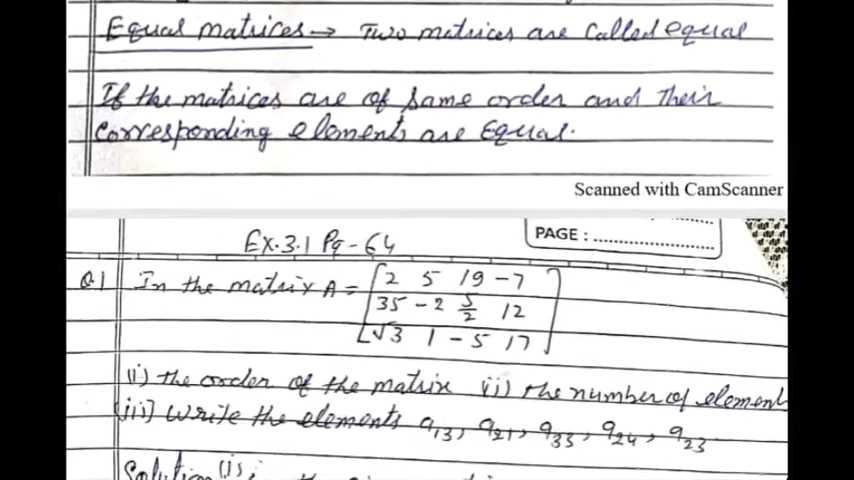 Equal matrices → Two matrices are called equal
If the matrices are of same order and their
corresponding elements are Equal.
Scanned with CamScanner
Ex.3.1 Pg-64
PAGE :
Q1 In the matrix A = [2 5 19 -7
35 -2 5/2 12
√3 1 -5 17]
(i) the order of the matrix (ii) the number of elements
(iii) Write the elements a13, a21, a33, a24, a23
Solution (i)